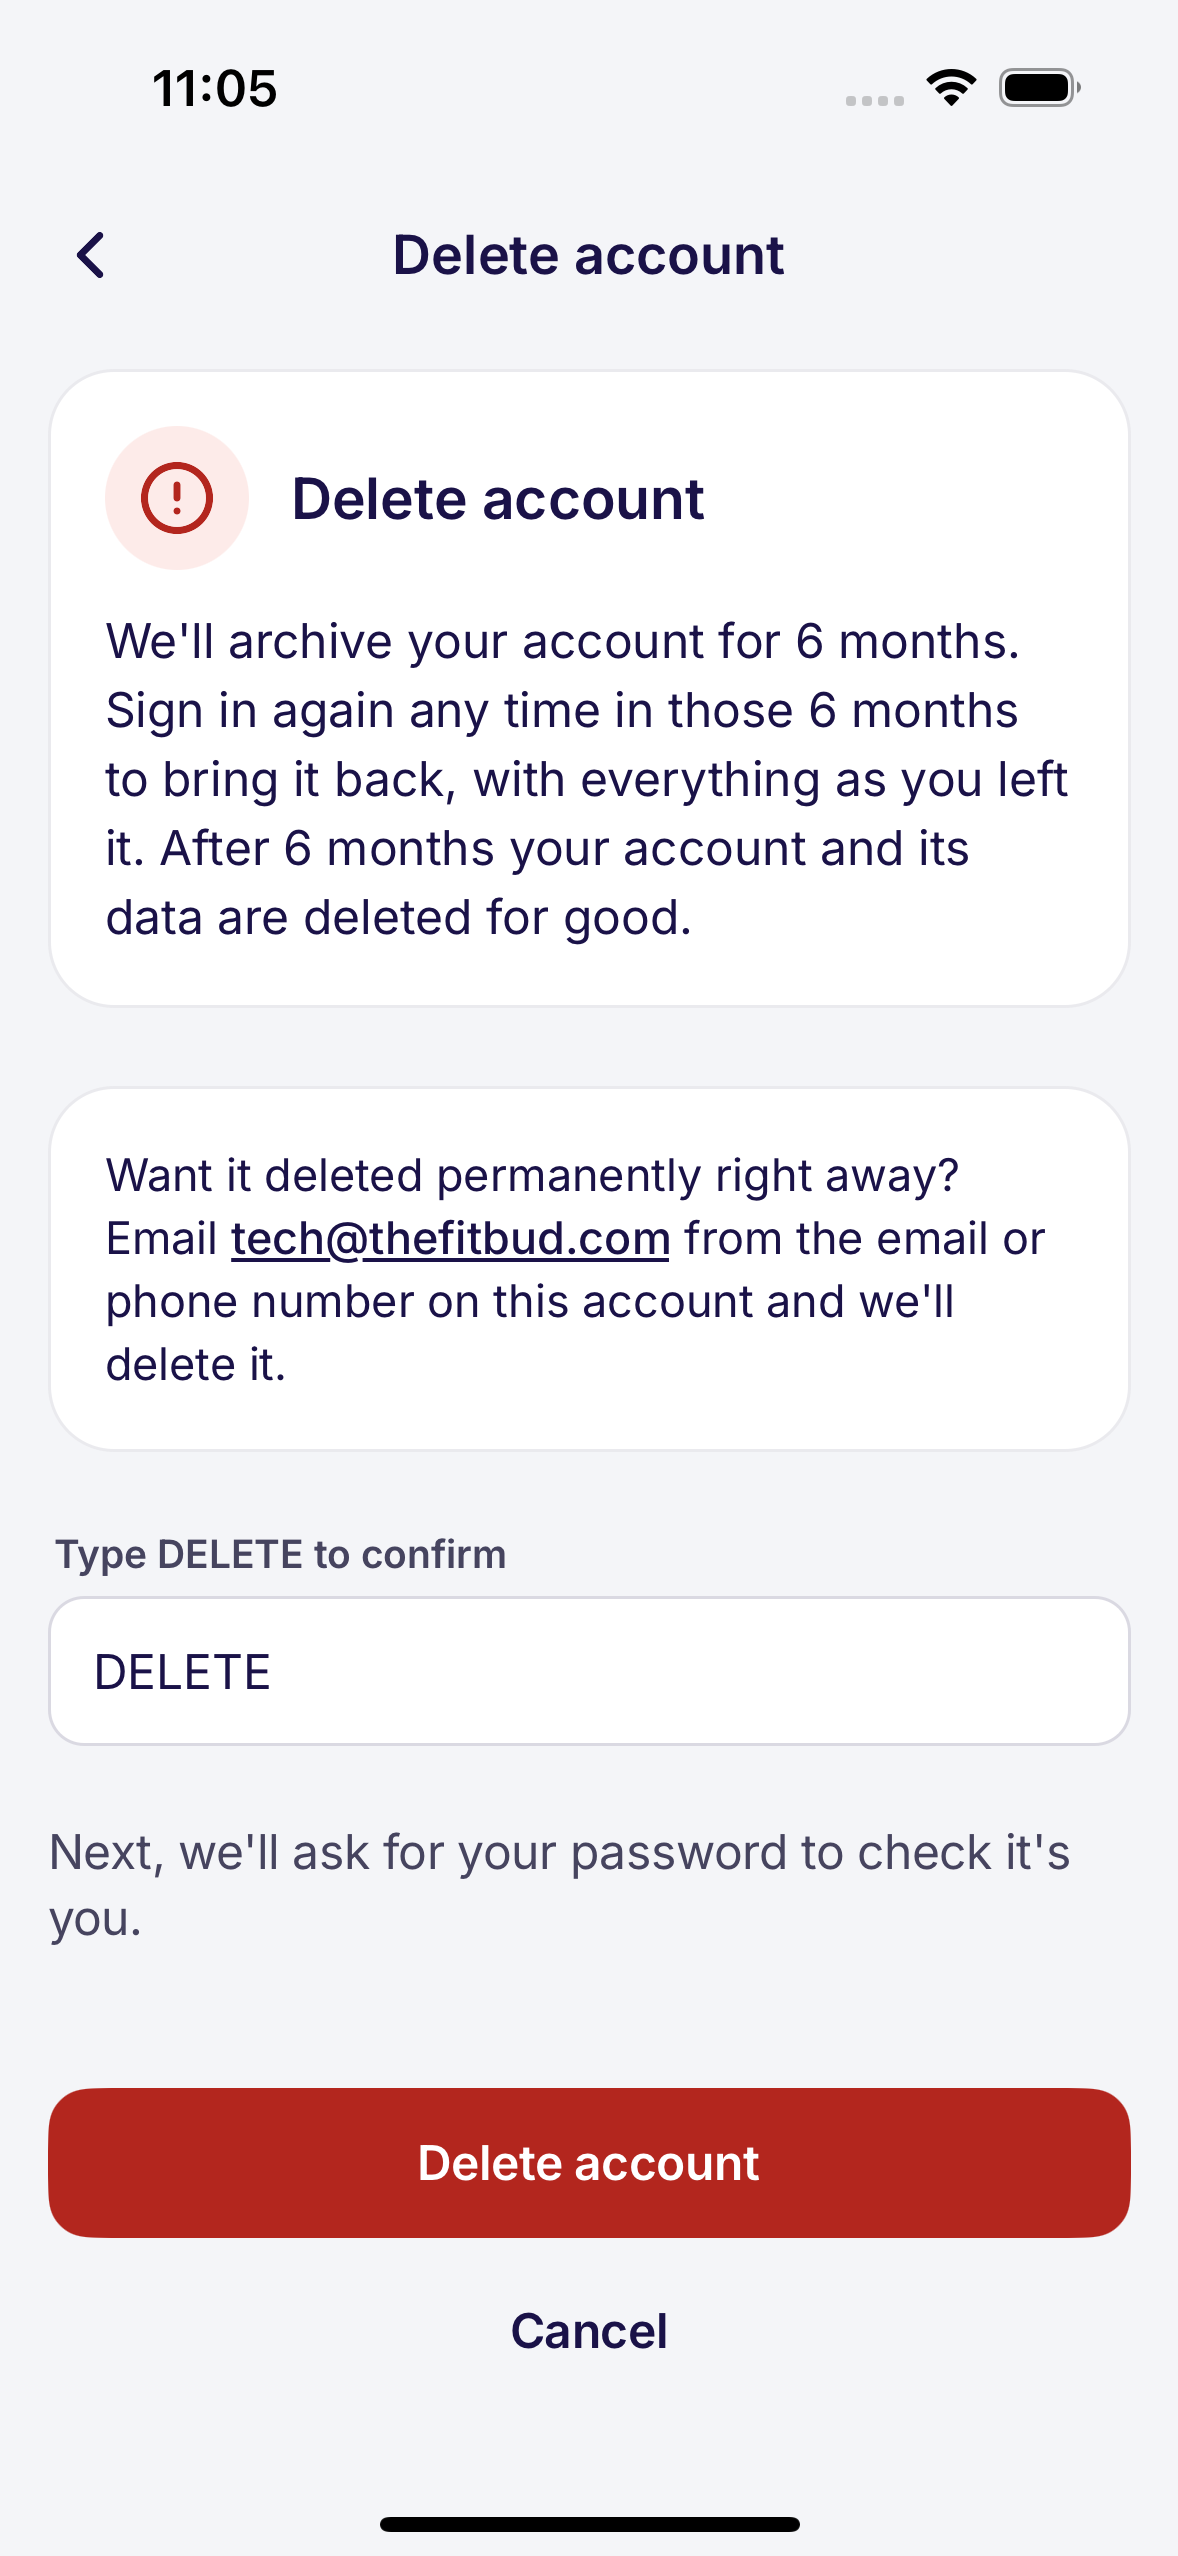 11:05
Delete account
Delete account
We'll archive your account for 6 months.
Sign in again any time in those 6 months
to bring it back, with everything as you left
it. After 6 months your account and its
data are deleted for good.
Want it deleted permanently right away?
Email tech@thefitbud.com from the email or
phone number on this account and we'll
delete it.
Type DELETE to confirm
DELETE
Next, we'll ask for your password to check it's
you.
Delete account
Cancel